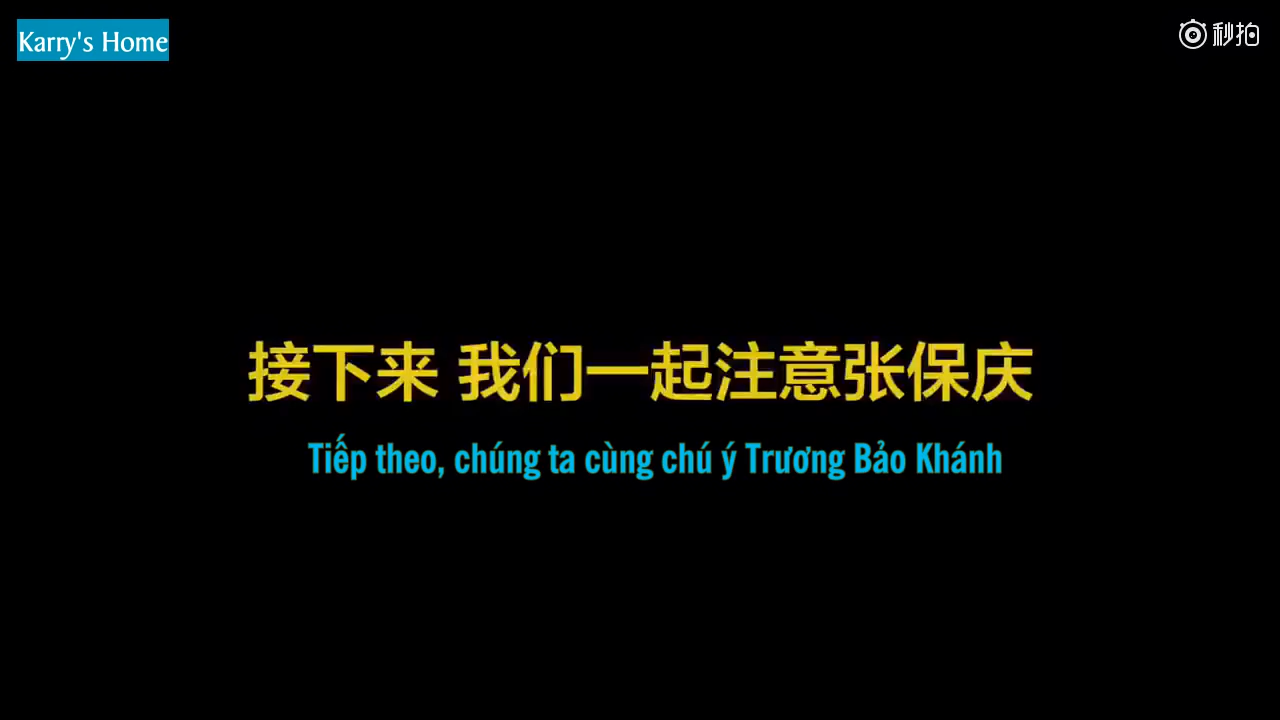 Karry's Home
秒拍
接下来 我们一起注意张保庆
Tiếp theo, chúng ta cùng chú ý Trương Bảo Khánh